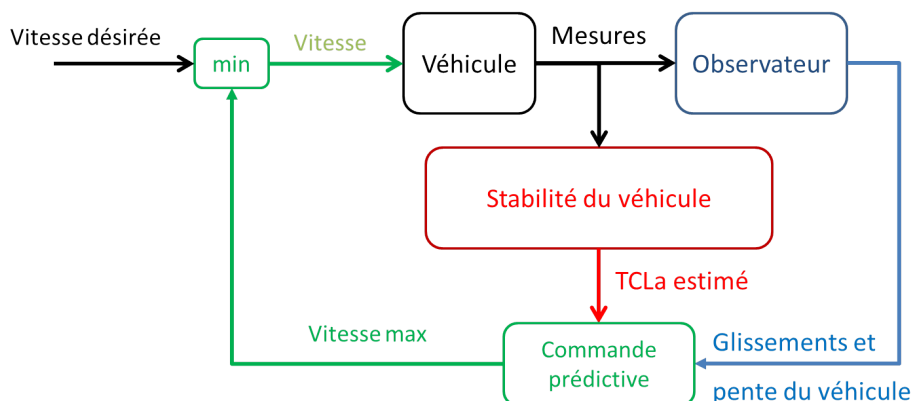 Vitesse désirée
min
Vitesse
Véhicule
Mesures
Observateur
Stabilité du véhicule
TCLa estimé
Vitesse max
Commande
prédictive
Glissements et
pente du véhicule